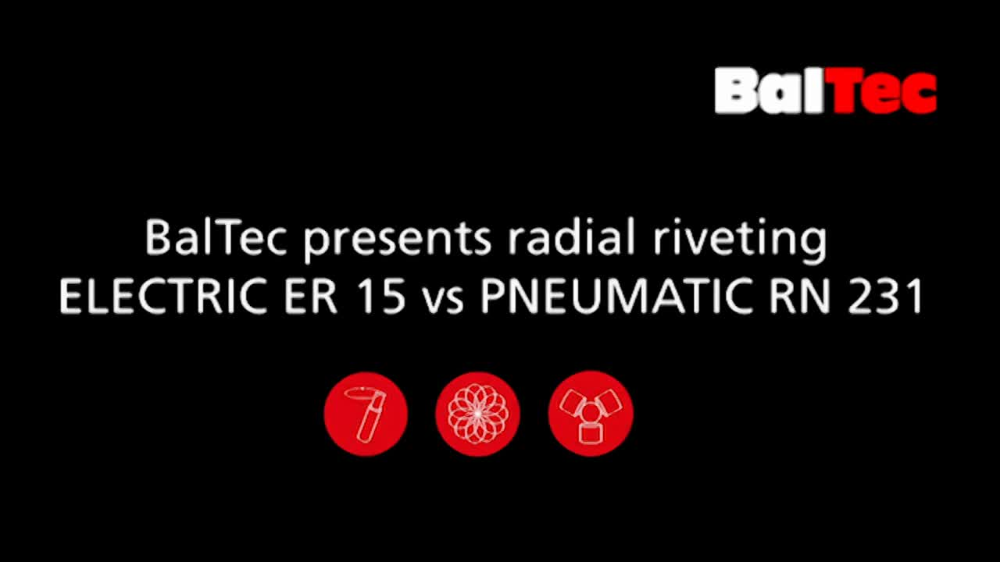 BalTec
BalTec presents radial riveting
ELECTRIC ER 15 vs PNEUMATIC RN 231